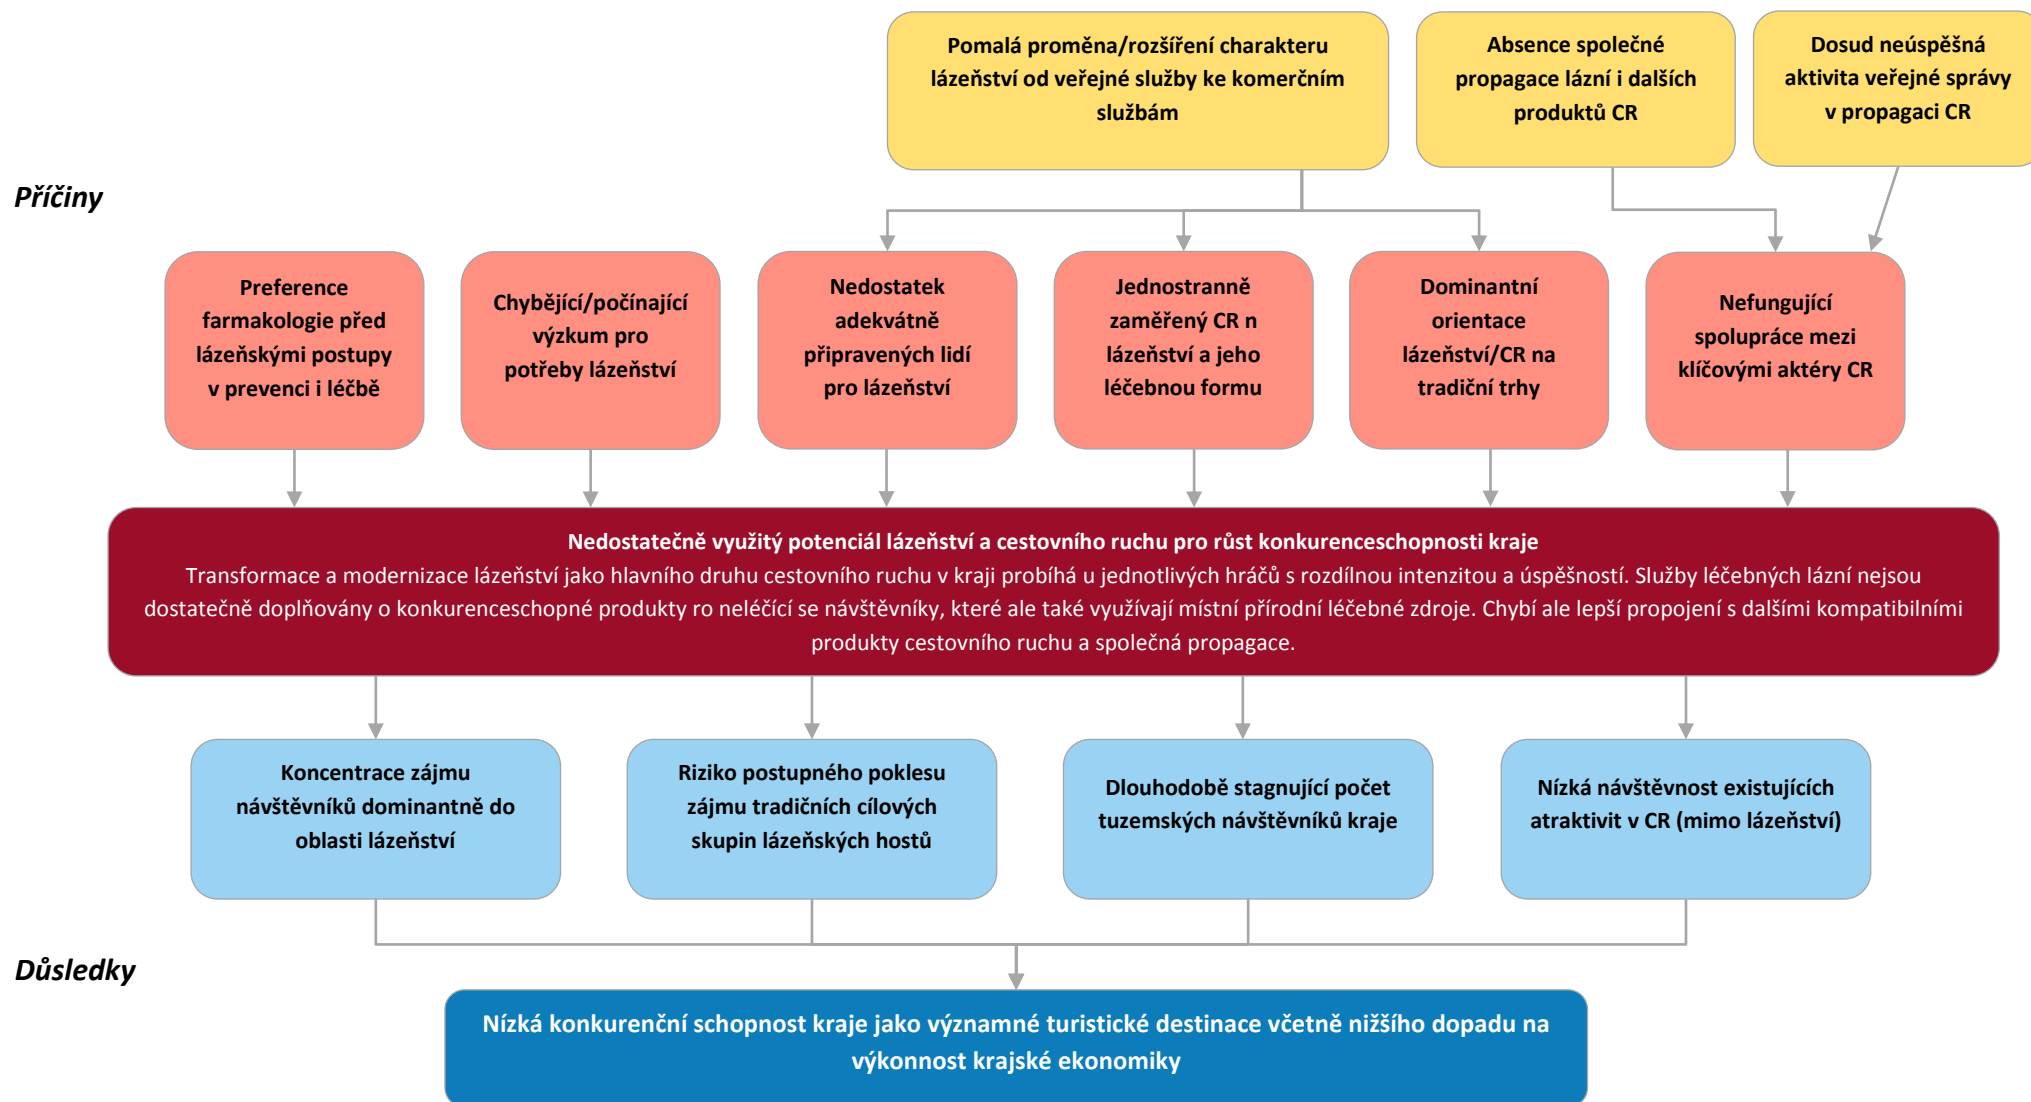 Pomalá proměna/rozšíření charakteru
lázeňství od veřejné služby ke komerčním
službám
Absence společné
propagace lázní i dalších
produktů CR
Dosud neúspěšná
aktivita veřejné správy
v propagaci CR
Příčiny
Preference
farmakologie před
lázeňskými postupy
v prevenci i léčbě
Chybějící/počínající
výzkum pro
potřeby lázeňství
Nedostatek
adekvátně
připravených lidí
pro lázeňství
Jednostranně
zaměřený CR n
lázeňství a jeho
léčebnou formu
Dominantní
orientace
lázeňství/CR na
tradiční trhy
Nefungující
spolupráce mezi
klíčovými aktéry CR
Nedostatečně využitý potenciál lázeňství a cestovního ruchu pro růst konkurenceschopnosti kraje
Transformace a modernizace lázeňství jako hlavního druhu cestovního ruchu v kraji probíhá u jednotlivých hráčů s rozdílnou intenzitou a úspěšností. Služby léčebných lázní nejsou
dostatečně doplňovány o konkurenceschopné produkty ro neléčící se návštěvníky, které ale také využívají místní přírodní léčebné zdroje. Chybí ale lepší propojení s dalšími kompatibilními
produkty cestovního ruchu a společná propagace.
Koncentrace zájmu
návštěvníků dominantně do
oblasti lázeňství
Riziko postupného poklesu
zájmu tradičních cílových
skupin lázeňských hostů
Dlouhodobě stagnující počet
tuzemských návštěvníků kraje
Nízká návštěvnost existujících
atraktivit v CR (mimo lázeňství)
Důsledky
Nízká konkurenční schopnost kraje jako významné turistické destinace včetně nižšího dopadu na
výkonnost krajské ekonomiky